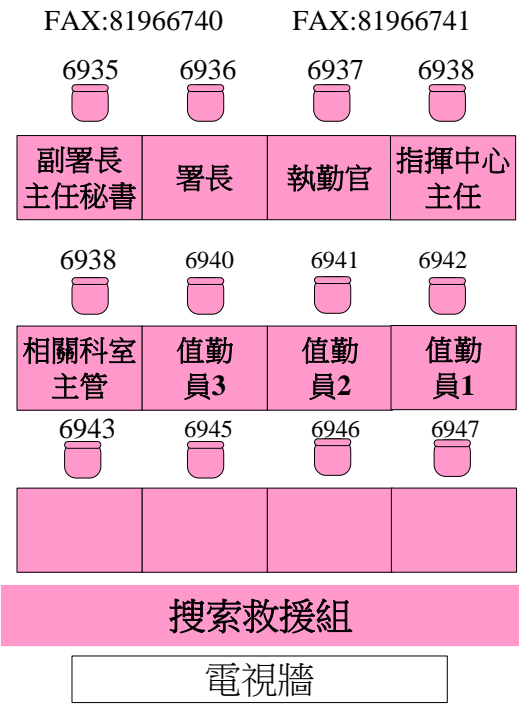 FAX:81966740 FAX:81966741
6935 6936 6937 6938
副署長
主任秘書
署長
執勤官
指揮中心
主任
6938 6940 6941 6942
相關科室
主管
值勤
員3
值勤
員2
值勤
員1
6943 6945 6946 6947
搜索救援組
電視牆